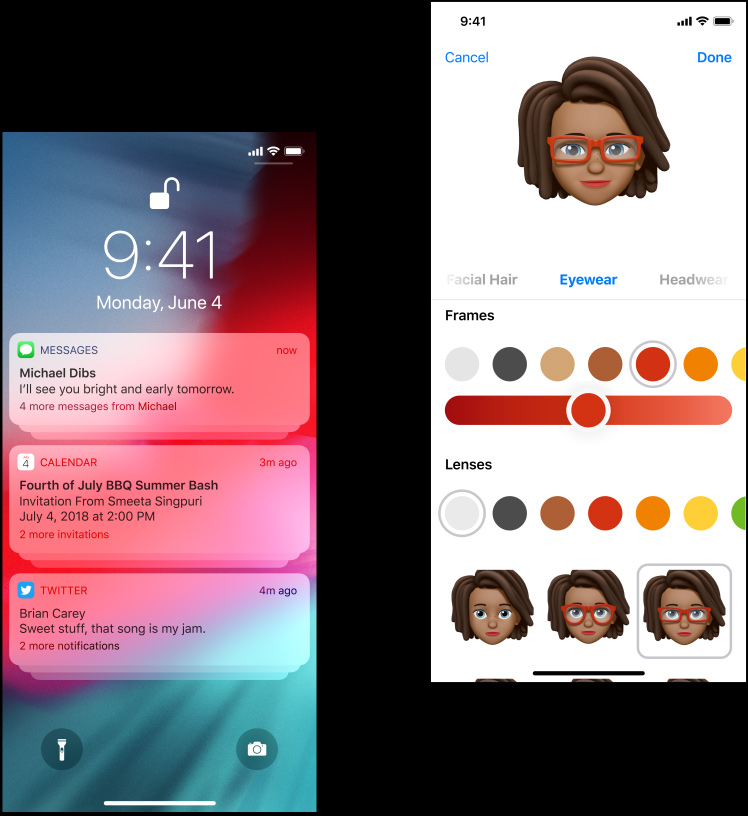 9:41
Monday, June 4
MESSAGES
now
Michael Dibs
I'll see you bright and early tomorrow.
4 more messages from Michael
4
CALENDAR
3m ago
Fourth of July BBQ Summer Bash
Invitation From Smeeta Singpuri
July 4, 2018 at 2:00 PM
2 more invitations
TWITTER
4m ago
Brian Carey
Sweet stuff, that song is my jam.
2 more notifications
9:41
Cancel
Done
Facial Hair
Eyewear
Headwear
Frames
Lenses